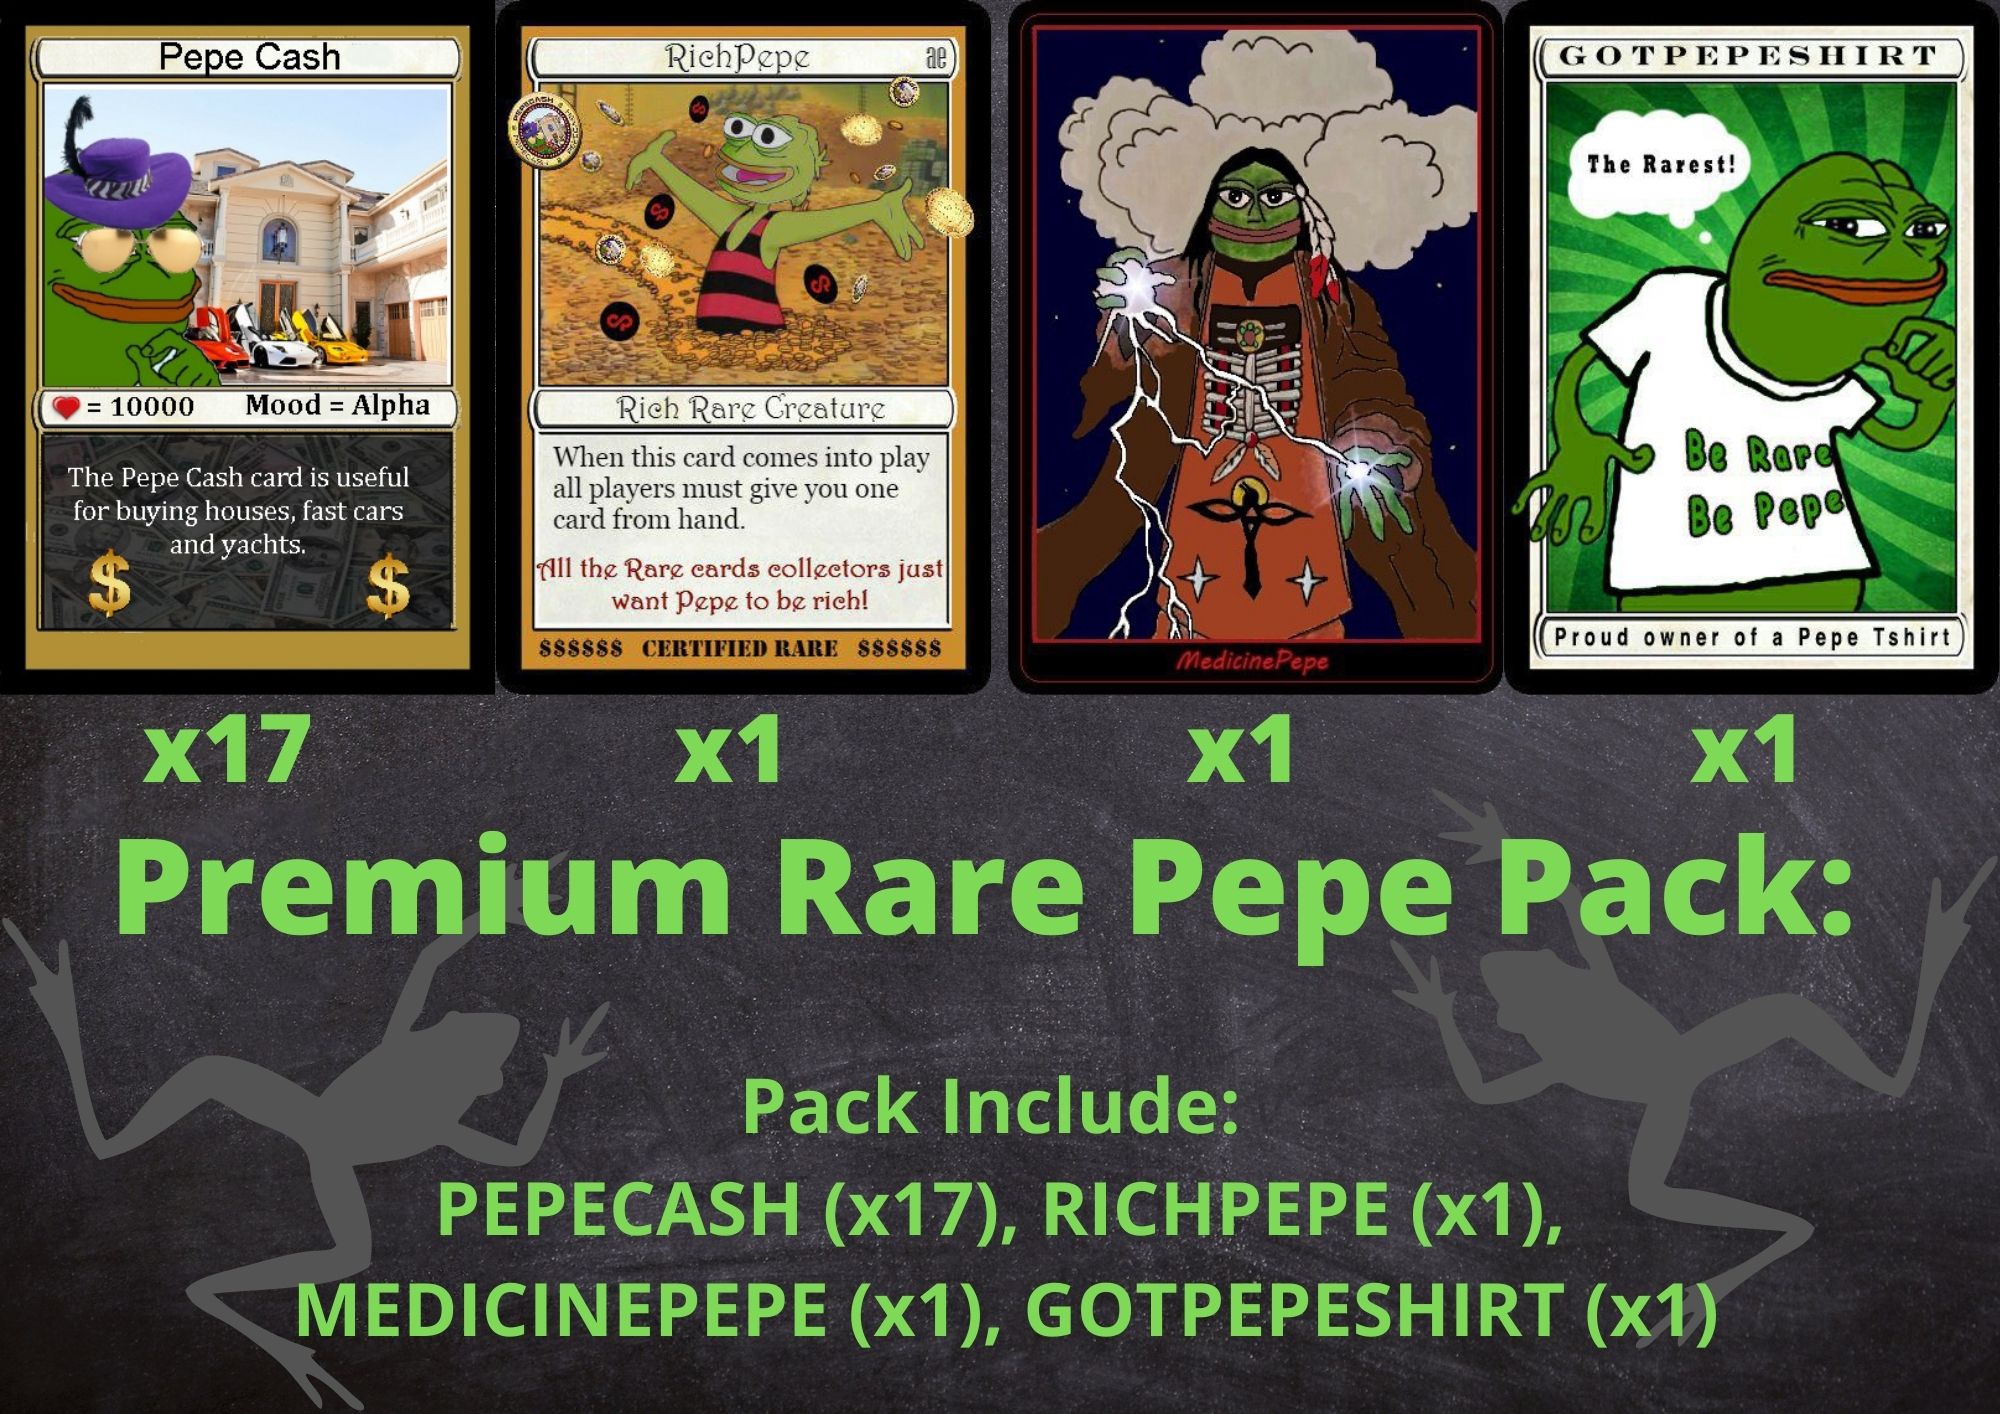 Pepe Cash
= 10000 Mood = Alpha
The Pepe Cash card is useful
for buying houses, fast cars
and yachts.
$ $
RichPepe ae
Rich Rare Creature
When this card comes into play
all players must give you one
card from hand.
All the Rare cards collectors just
want Pepe to be rich!
$$$$$$ CERTIFIED RARE $$$$$$
MedicinePepe
GOTPEPESHIRT
The Rarest!
Be Rare
Be Pepe
Proud owner of a Pepe Tshirt
x17 x1 x1 x1
Premium Rare Pepe Pack:
Pack Include:
PEPECASH (x17), RICHPEPE (x1),
MEDICINEPEPE (x1), GOTPEPESHIRT (x1)